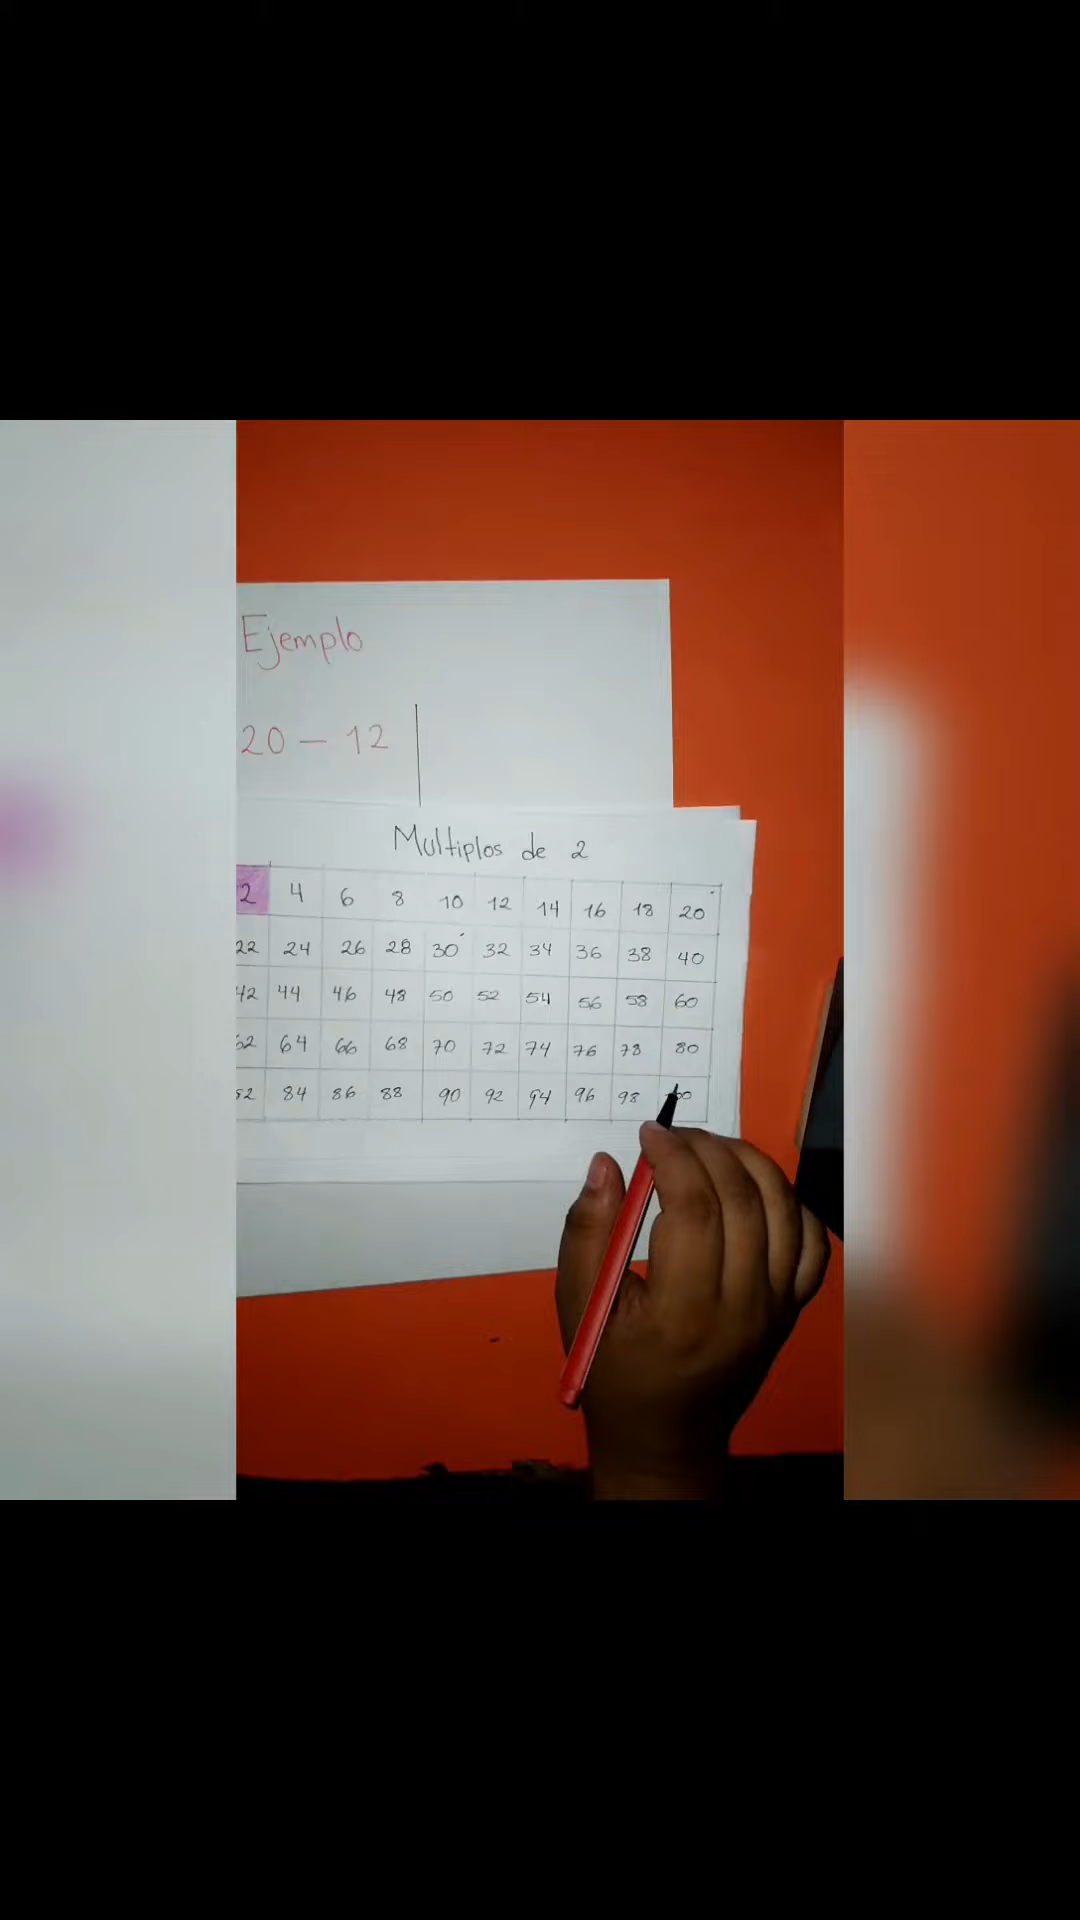 Ejemplo
20 — 12
Multiplos de 2
2 4 6 8 10 12 14 16 18 20
22 24 26 28 30 32 34 36 38 40
42 44 46 48 50 52 54 56 58 60
62 64 66 68 70 72 74 76 78 80
84 86 88 90 92 94 96 98